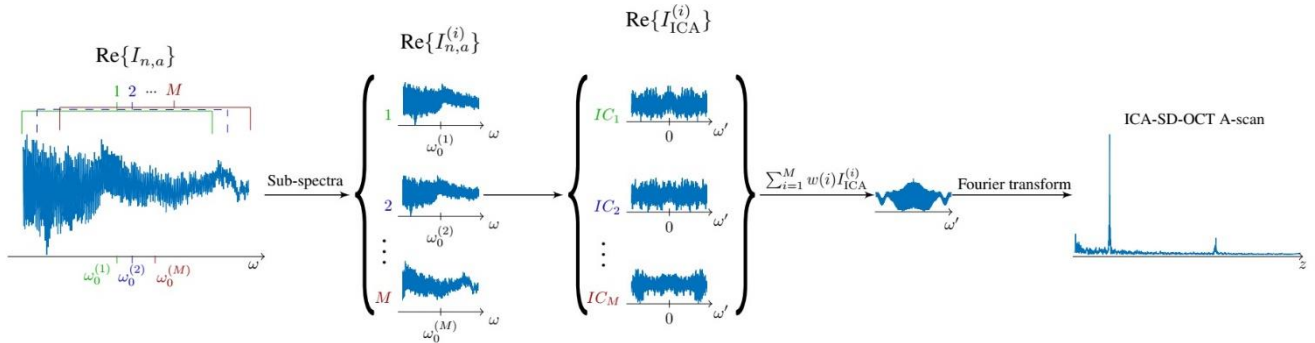 Re{I_{n,a}}
1 2 ... M
ω
ω_0^{(1)} ω_0^{(2)} ω_0^{(M)}
Sub-spectra
Re{I_{n,a}^{(i)}}
1
ω
ω_0^{(1)}
2
ω
ω_0^{(2)}
⋮
M
ω
ω_0^{(M)}
Re{I_{ICA}^{(i)}}
IC_1
0
ω′
IC_2
0
ω′
⋮
IC_M
0
ω′
∑_{i=1}^{M} w(i)I_{ICA}^{(i)}
ω′
Fourier transform
ICA-SD-OCT A-scan
z